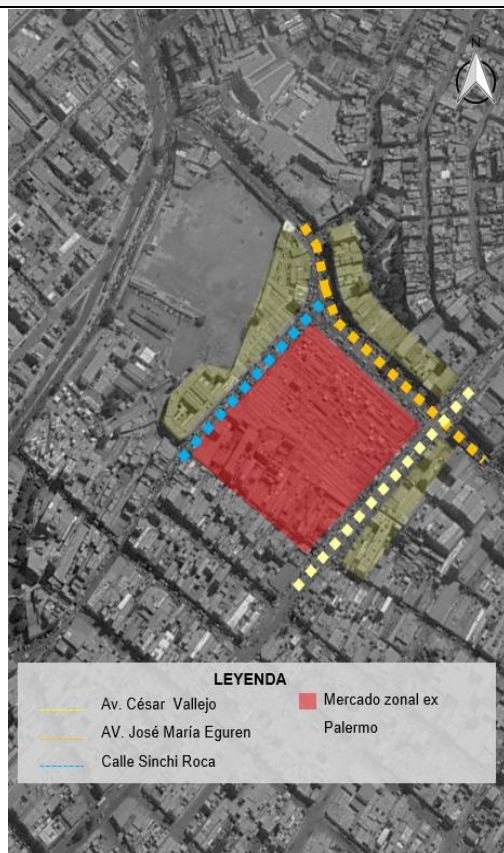 N
LEYENDA
Av. César Vallejo
AV. José María Eguren
Calle Sinchi Roca
Mercado zonal ex
Palermo